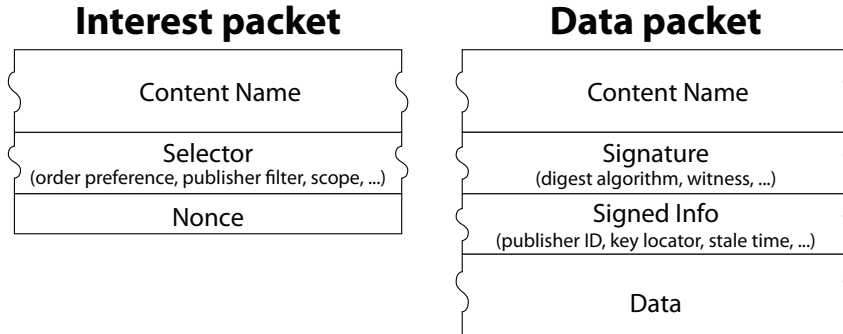 Interest packet
Content Name
Selector
(order preference, publisher filter, scope, ...)
Nonce
Data packet
Content Name
Signature
(digest algorithm, witness, ...)
Signed Info
(publisher ID, key locator, stale time, ...)
Data